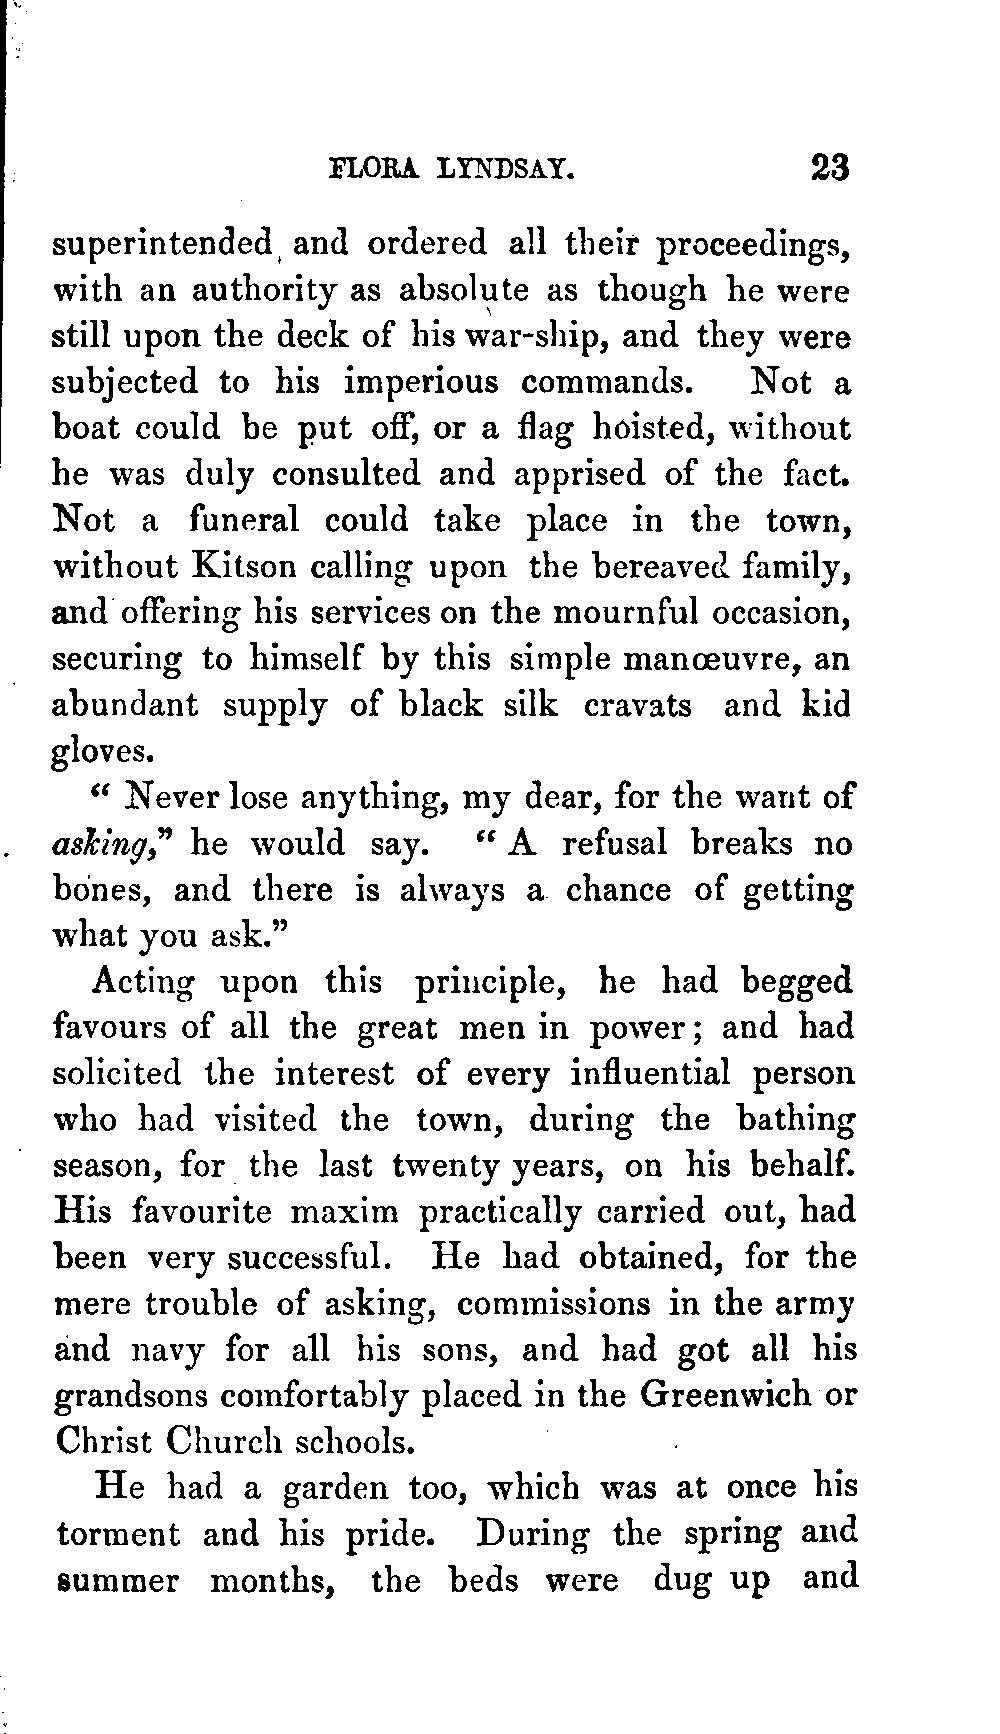 FLORA LYNDSAY. 23
superintended and ordered all their proceedings,
with an authority as absolute as though he were
still upon the deck of his war-ship, and they were
subjected to his imperious commands. Not a
boat could be put off, or a flag hoisted, without
he was duly consulted and apprised of the fact.
Not a funeral could take place in the town,
without Kitson calling upon the bereaved family,
and offering his services on the mournful occasion,
securing to himself by this simple manœuvre, an
abundant supply of black silk cravats and kid
gloves.
“ Never lose anything, my dear, for the want of
asking,” he would say. “ A refusal breaks no
bones, and there is always a chance of getting
what you ask.”
Acting upon this principle, he had begged
favours of all the great men in power; and had
solicited the interest of every influential person
who had visited the town, during the bathing
season, for the last twenty years, on his behalf.
His favourite maxim practically carried out, had
been very successful. He had obtained, for the
mere trouble of asking, commissions in the army
and navy for all his sons, and had got all his
grandsons comfortably placed in the Greenwich or
Christ Church schools.
He had a garden too, which was at once his
torment and his pride. During the spring and
summer months, the beds were dug up and